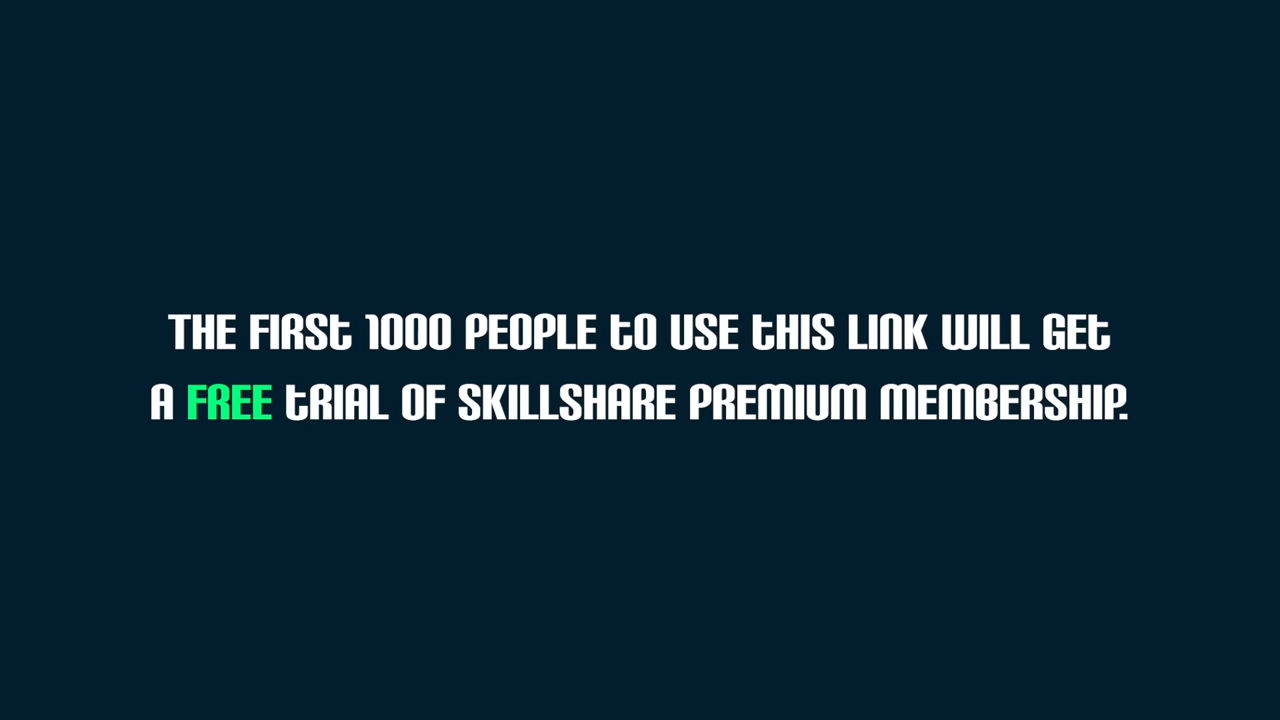 THE FIRST 1000 PEOPLE TO USE THIS LINK WILL GET
A FREE TRIAL OF SKILLSHARE PREMIUM MEMBERSHIP.